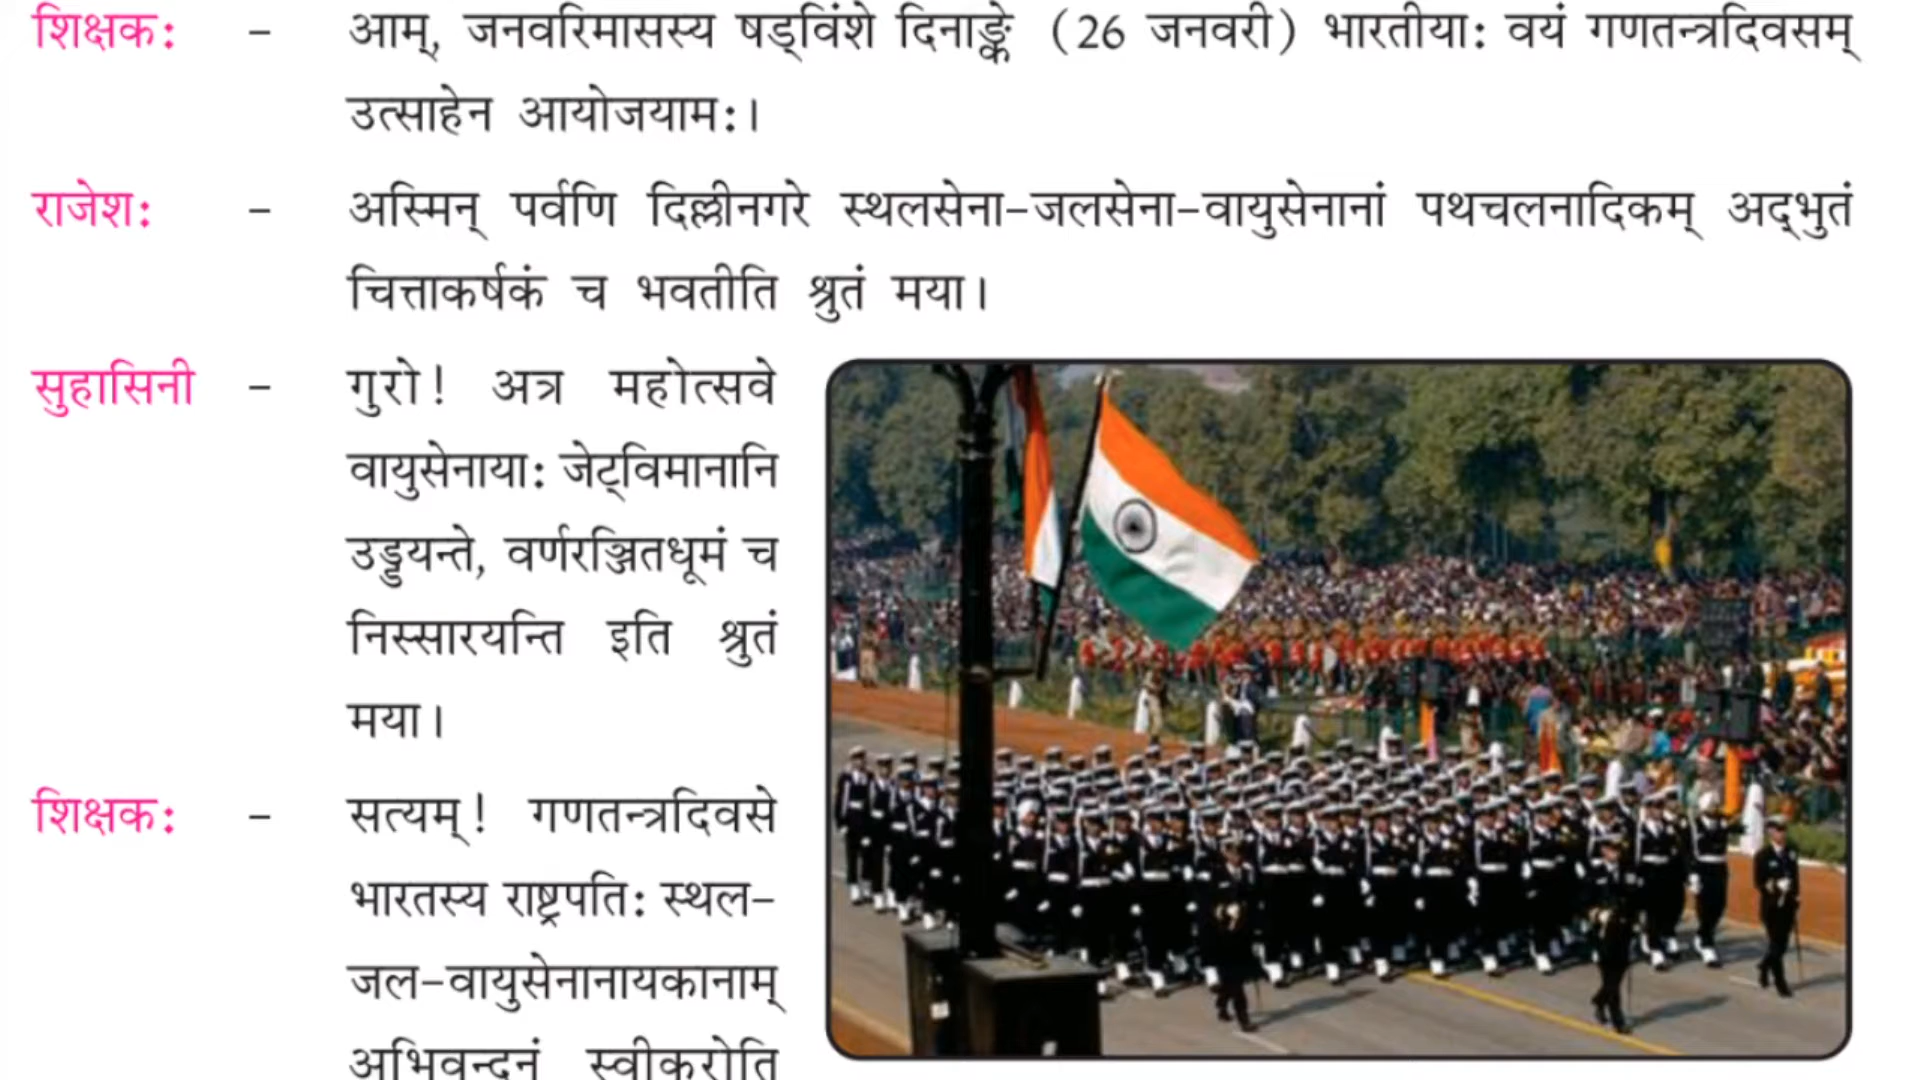 शिक्षक: – आम्, जनवरिमासस्य षड्विंशे दिनाङ्के (26 जनवरी) भारतीया: वयं गणतन्त्रदिवसम्
उत्साहेन आयोजयाम:।
राजेश: – अस्मिन् पर्वणि दिल्लीनगरे स्थलसेना-जलसेना-वायुसेनानां पथचलनादिकम् अद्भुतं
चित्ताकर्षकं च भवतीति श्रुतं मया।
सुहासिनी – गुरो! अत्र महोत्सवे
वायुसेनाया: जेट्विमानानि
उड्डयन्ते, वर्णरञ्जितधूमं च
निस्सारयन्ति इति श्रुतं
मया।
शिक्षक: – सत्यम्! गणतन्त्रदिवसे
भारतस्य राष्ट्रपति: स्थल-
जल-वायुसेनानायकानाम्
अभिवन्दनं स्वीकरोति